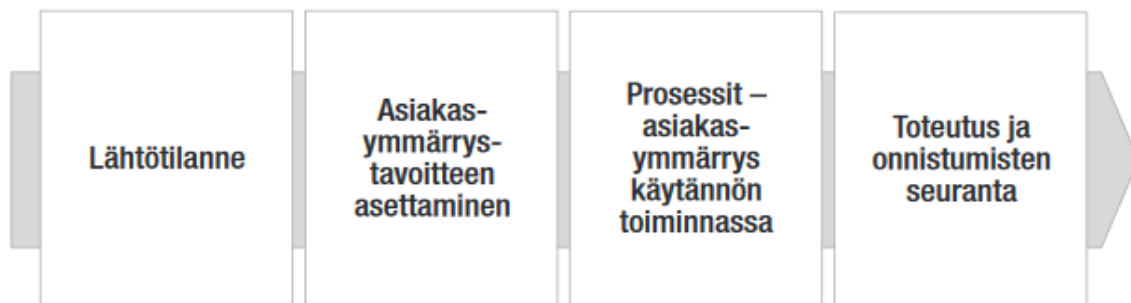 Lähtötilanne
Asiakas-
ymmärrys-
tavoitteen
asettaminen
Prosessit –
asiakas-
ymmärrys
käytännön
toiminnassa
Toteutus ja
onnistumisten
seuranta